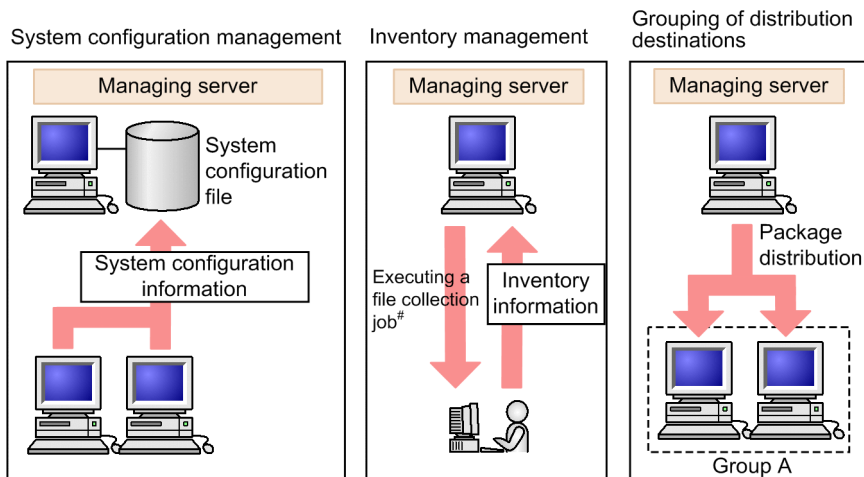 System configuration management
Managing server
System
configuration
file
System configuration
information
Inventory management
Managing server
Executing a
file collection
job#
Inventory
information
Grouping of distribution
destinations
Managing server
Package
distribution
Group A